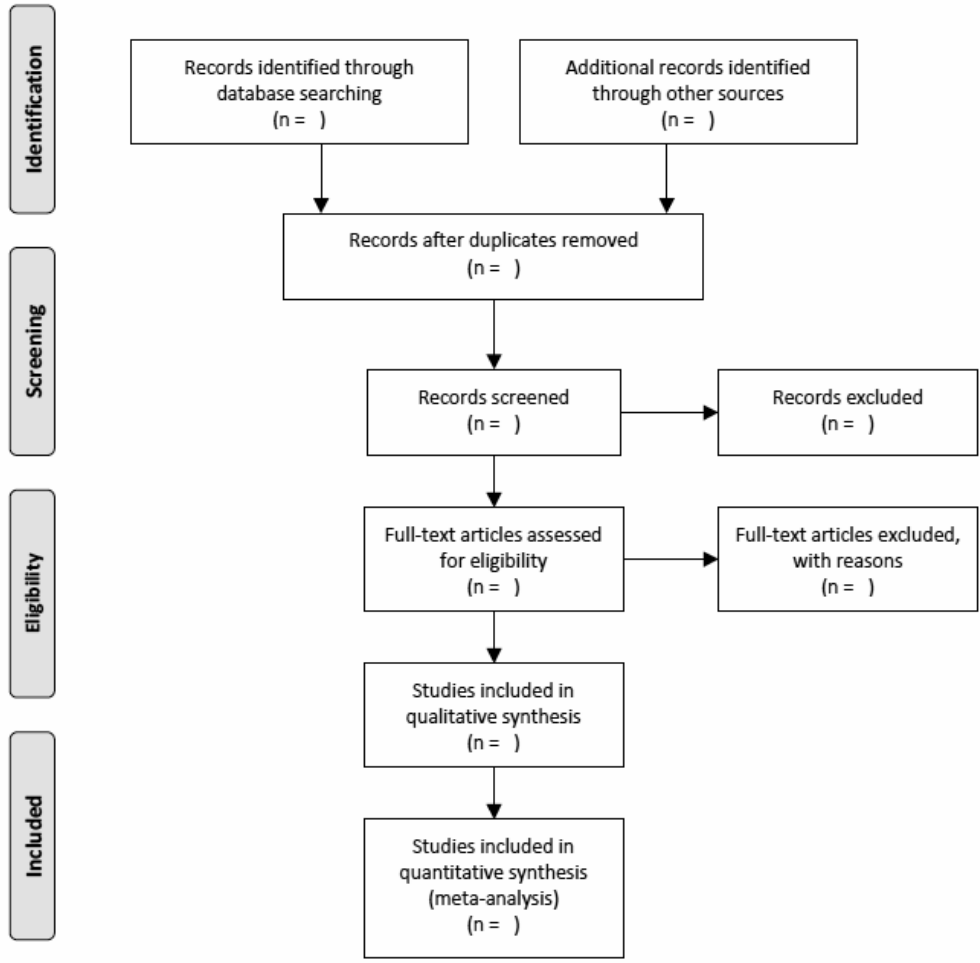 Identification
Records identified through
database searching
(n =   )
Additional records identified
through other sources
(n =   )
Records after duplicates removed
(n =   )
Screening
Records screened
(n =   )
Records excluded
(n =   )
Eligibility
Full-text articles assessed
for eligibility
(n =   )
Full-text articles excluded,
with reasons
(n =   )
Studies included in
qualitative synthesis
(n =   )
Included
Studies included in
quantitative synthesis
(meta-analysis)
(n =   )